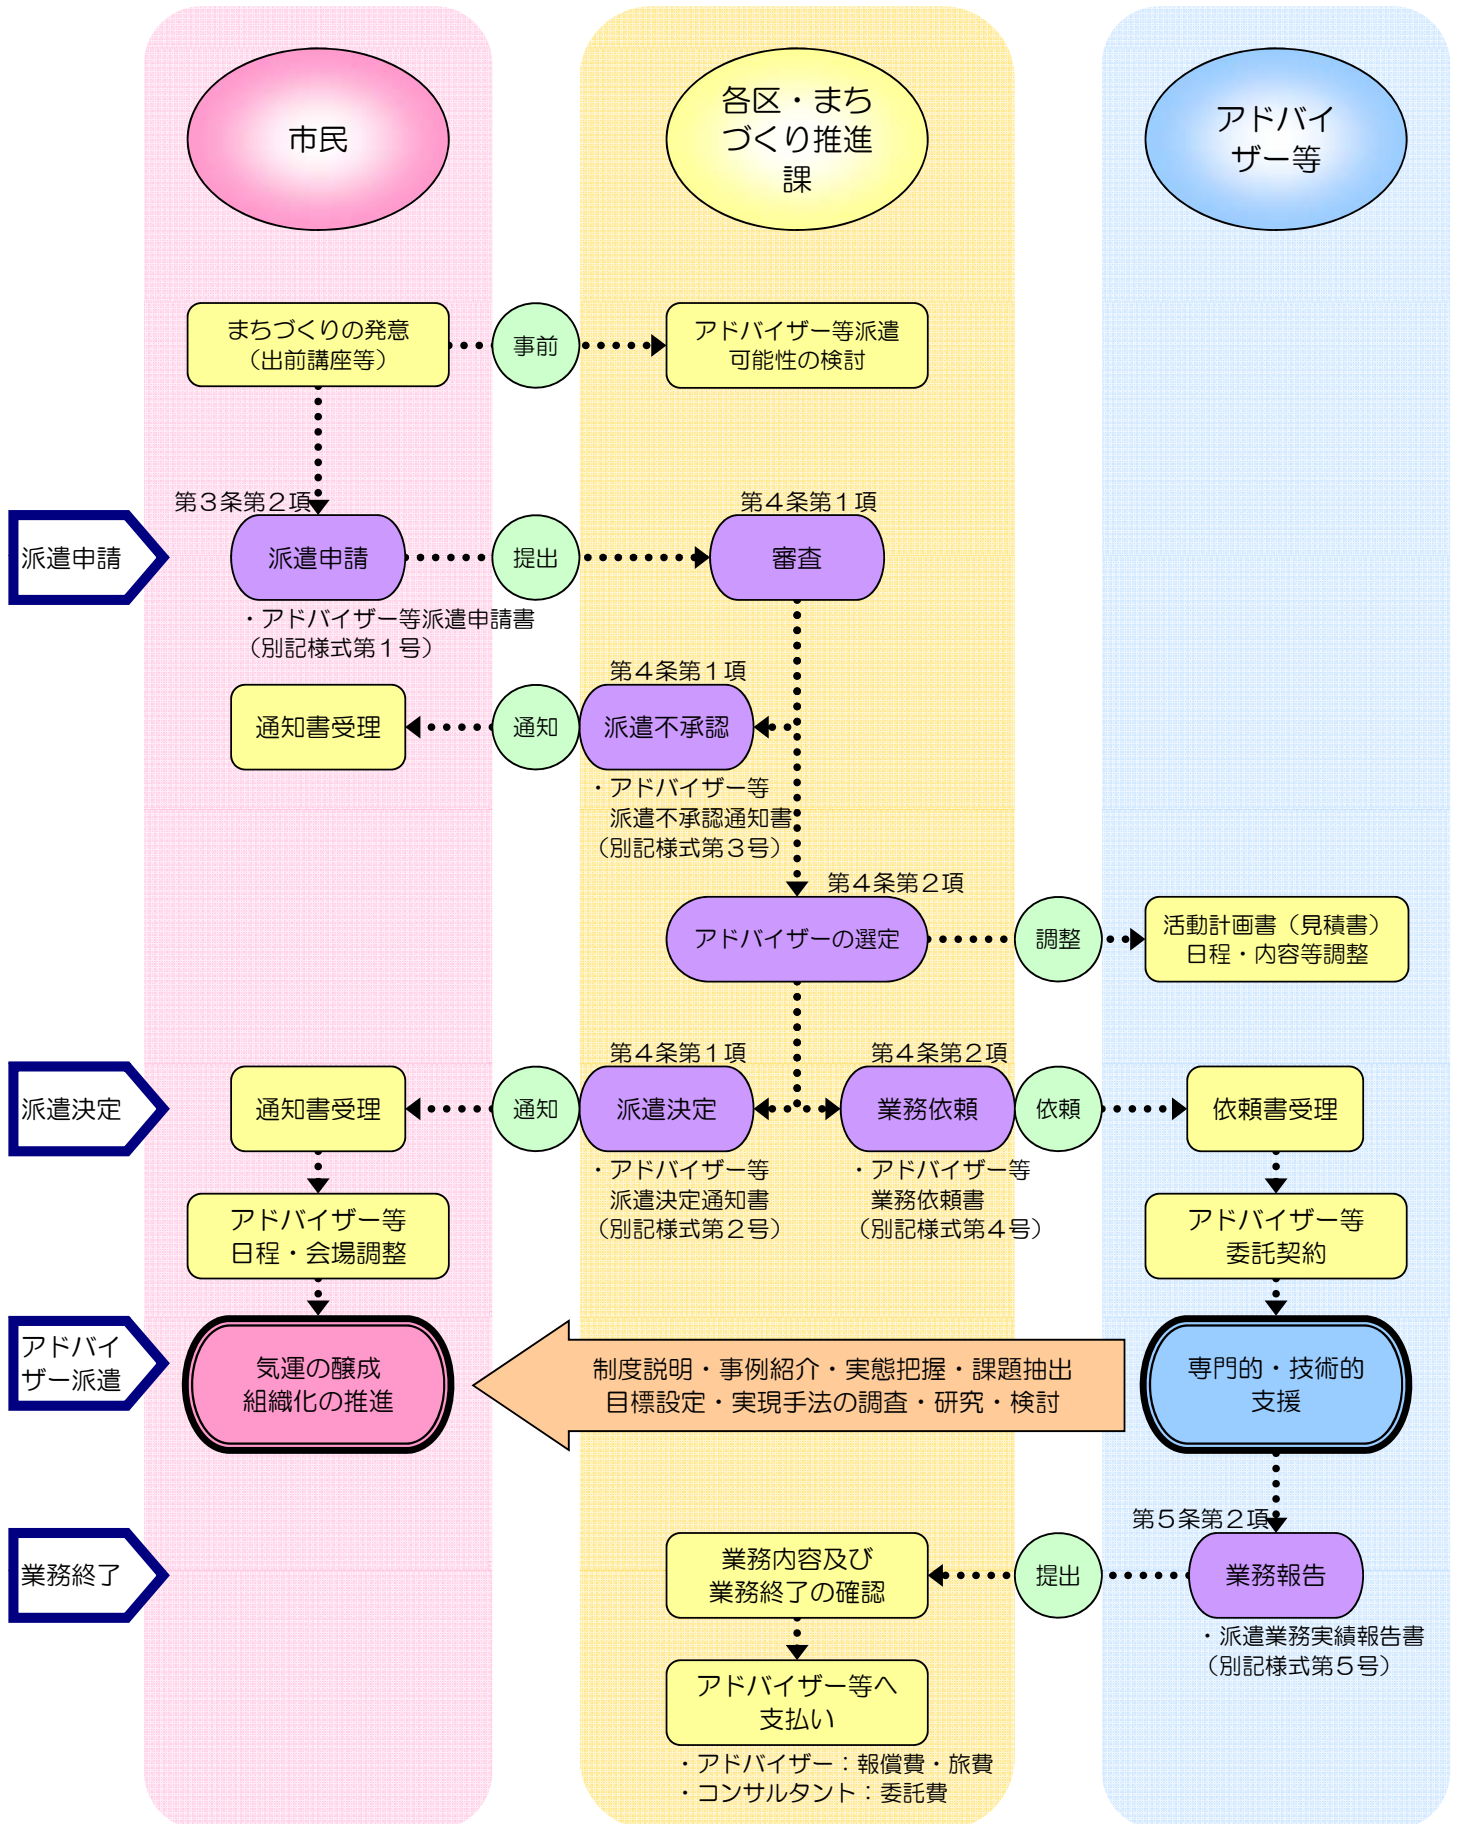 市民
各区・まち
づくり推進
課
アドバイ
ザー等
まちづくりの発意
（出前講座等）
事前
アドバイザー等派遣
可能性の検討
第３条第２項
第４条第１項
派遣申請
派遣申請
提出
審査
・アドバイザー等派遣申請書
（別記様式第１号）
第４条第１項
通知書受理
通知
派遣不承認
・アドバイザー等
派遣不承認通知書
（別記様式第３号）
第４条第２項
アドバイザーの選定
調整
活動計画書（見積書）
日程・内容等調整
第４条第１項
第４条第２項
派遣決定
通知書受理
通知
派遣決定
業務依頼
依頼
依頼書受理
・アドバイザー等
派遣決定通知書
（別記様式第２号）
・アドバイザー等
業務依頼書
（別記様式第４号）
アドバイザー等
日程・会場調整
アドバイザー等
委託契約
アドバイ
ザー派遣
気運の醸成
組織化の推進
制度説明・事例紹介・実態把握・課題抽出
目標設定・実現手法の調査・研究・検討
専門的・技術的
支援
第５条第２項
業務終了
業務内容及び
業務終了の確認
提出
業務報告
・派遣業務実績報告書
（別記様式第５号）
アドバイザー等へ
支払い
・アドバイザー：報償費・旅費
・コンサルタント：委託費